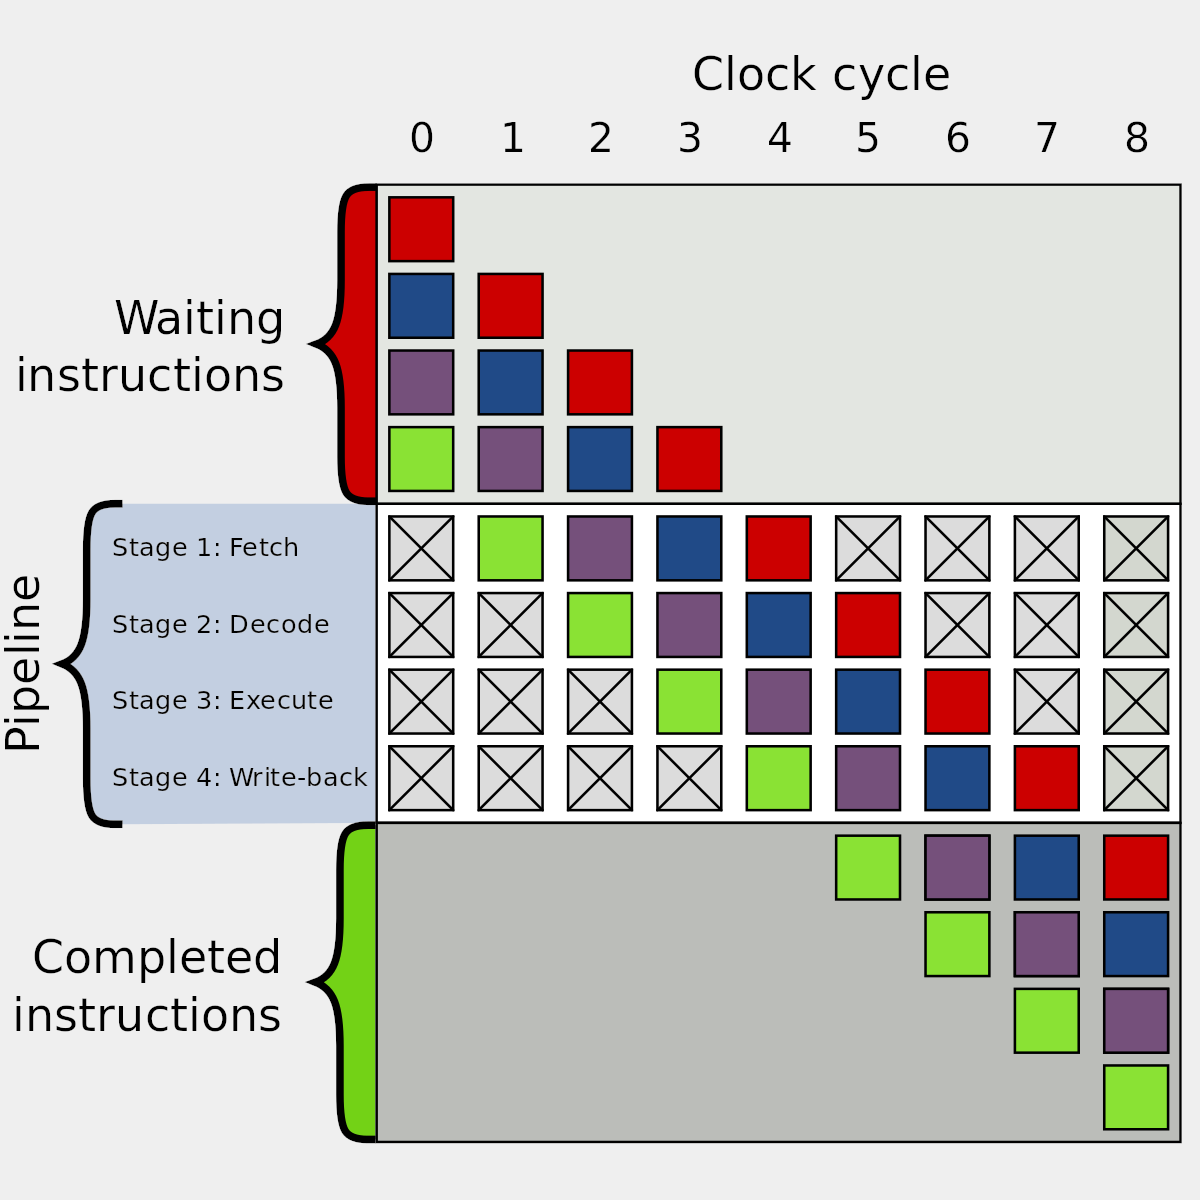 Clock cycle
0 1 2 3 4 5 6 7 8
Waiting
instructions
Pipeline
Stage 1: Fetch
Stage 2: Decode
Stage 3: Execute
Stage 4: Write-back
Completed
instructions